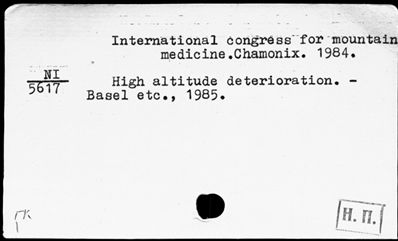 International congress for mountain
medicine.Chamonix. 1984.
NI
5617
High altitude deterioration. -
Basel etc., 1985.
Н. П.